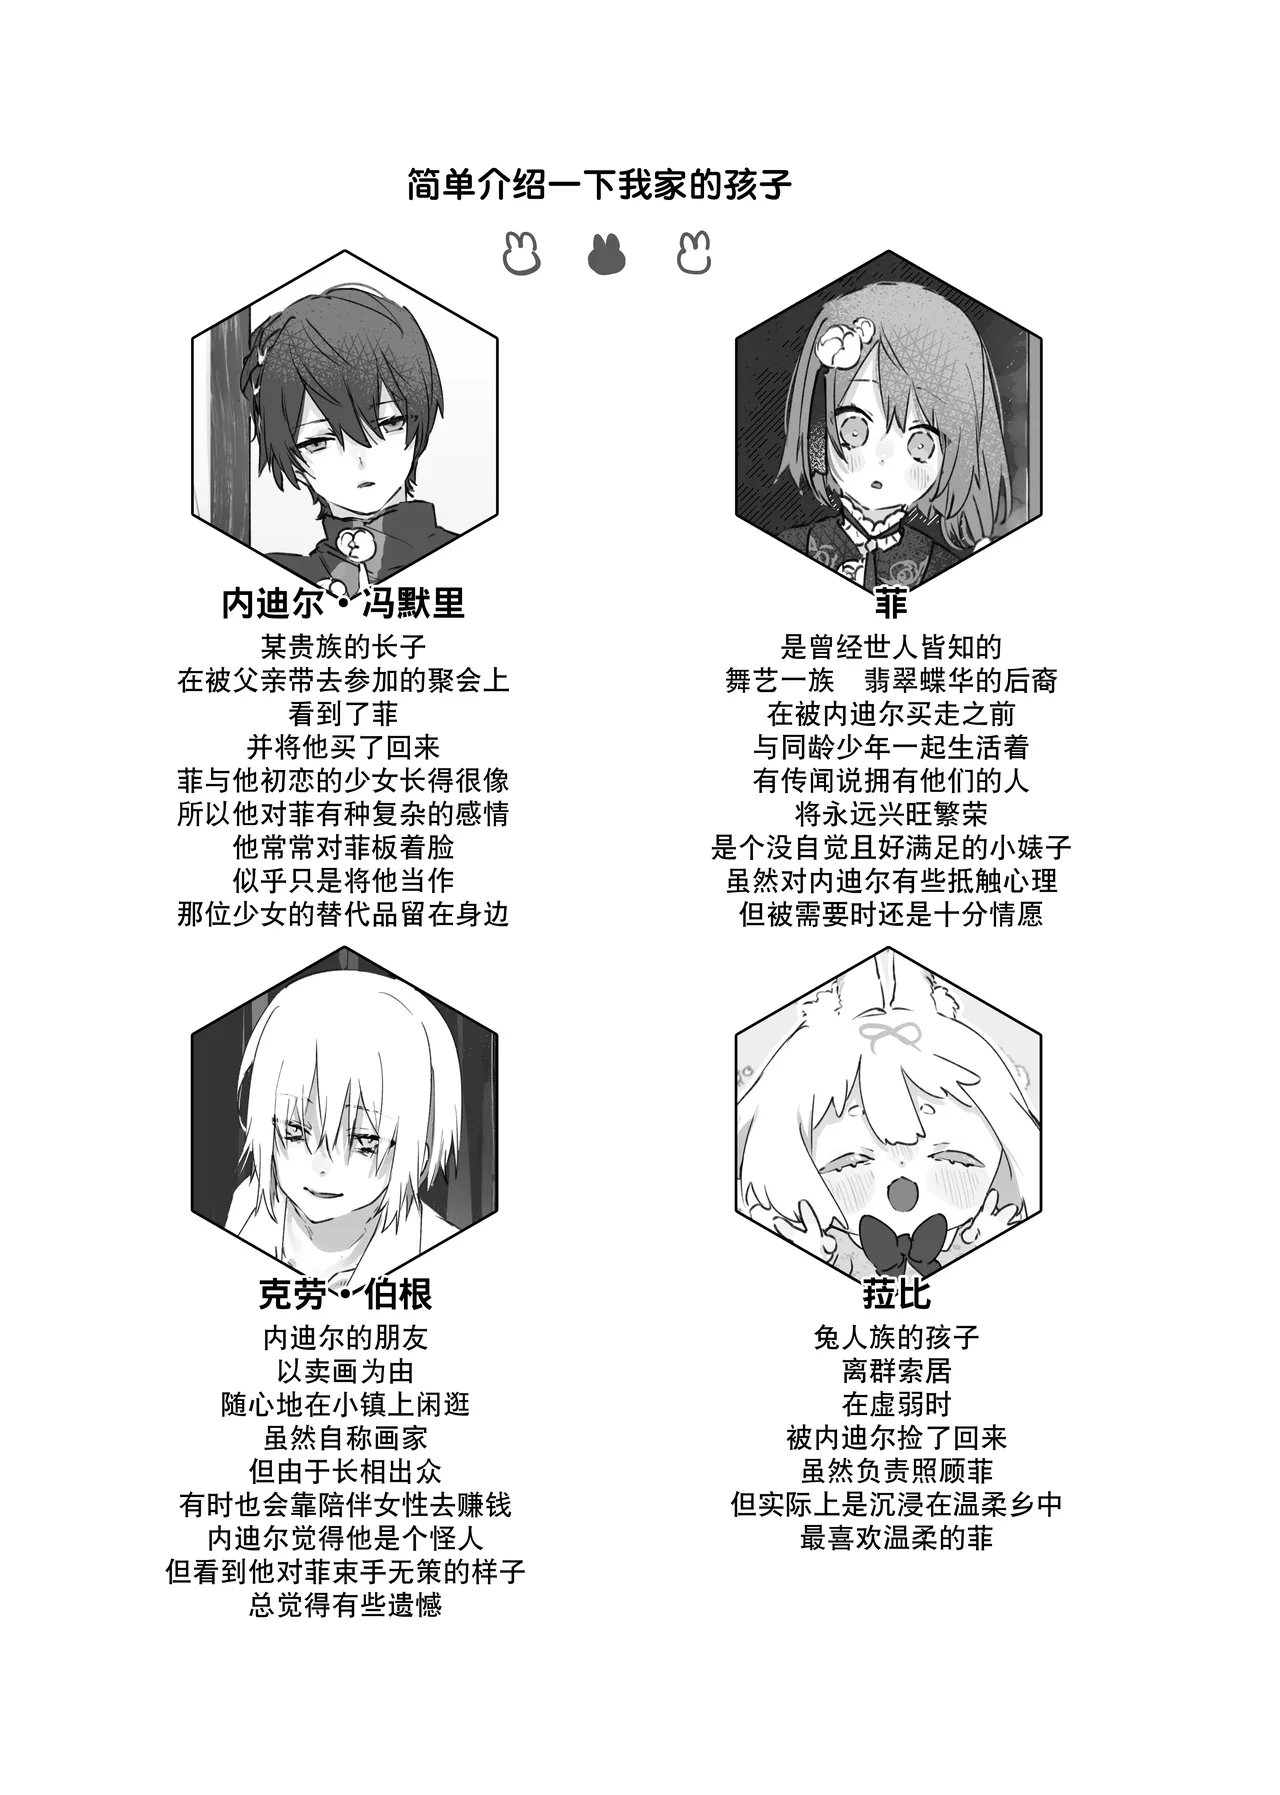 简单介绍一下我家的孩子
内迪尔·冯默里
某贵族的长子
在被父亲带去参加的聚会上
看到了菲
并将他买了回来
菲与他初恋的少女长得很像
所以他对菲有种复杂的感情
他常常对菲板着脸
似乎只是将他当作
那位少女的替代品留在身边
菲
是曾经世人皆知的
舞艺一族　翡翠蝶华的后裔
在被内迪尔买走之前
与同龄少年一起生活着
有传闻说拥有他们的人
将永远兴旺繁荣
是个没自觉且好满足的小婊子
虽然对内迪尔有些抵触心理
但被需要时还是十分情愿
克劳·伯根
内迪尔的朋友
以卖画为由
随心地在小镇上闲逛
虽然自称画家
但由于长相出众
有时也会靠陪伴女性去赚钱
内迪尔觉得他是个怪人
但看到他对菲束手无策的样子
总觉得有些遗憾
菈比
兔人族的孩子
离群索居
在虚弱时
被内迪尔捡了回来
虽然负责照顾菲
但实际上是沉浸在温柔乡中
最喜欢温柔的菲